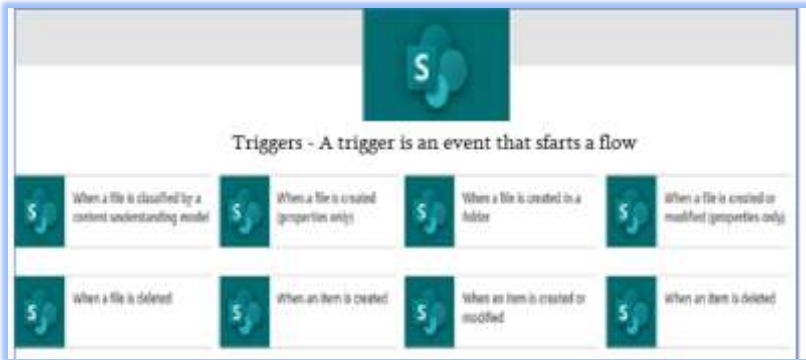 S
Triggers - A trigger is an event that sfarts a flow
S
When a file is classified by a
content understanding model
S
When a file is created
(properties only)
S
When a file is created in a
folder
S
When a file is created or
modified (properties only)
S
When a file is deleted
S
When an item is created
S
When an item is created or
modified
S
When an item is deleted